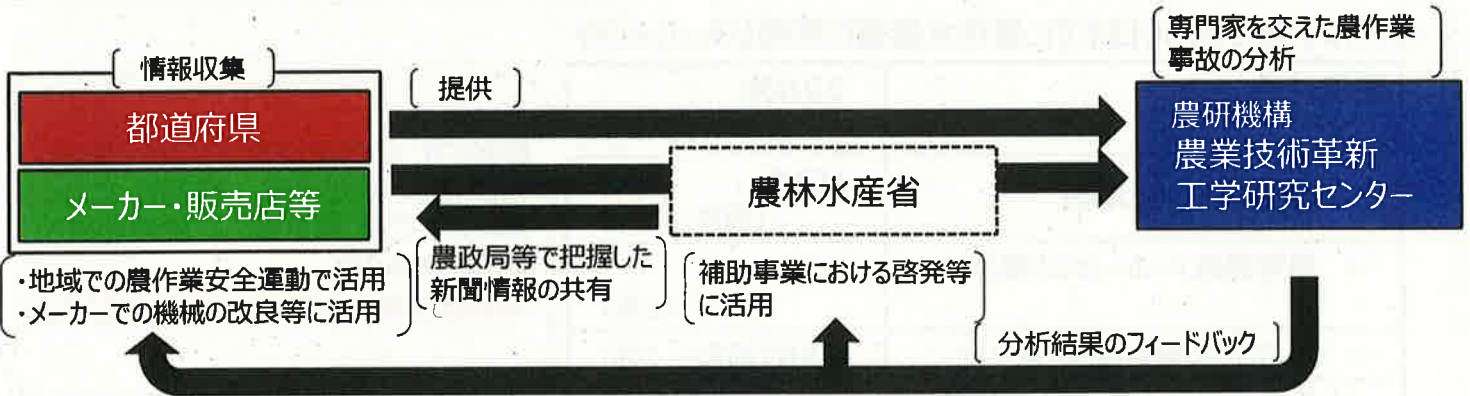 情報収集
都道府県
メーカー・販売店等
・地域での農作業安全運動で活用
・メーカーでの機械の改良等に活用
提供
農林水産省
農政局等で把握した
新聞情報の共有
補助事業における啓発等
に活用
専門家を交えた農作業
事故の分析
農研機構
農業技術革新
工学研究センター
分析結果のフィードバック